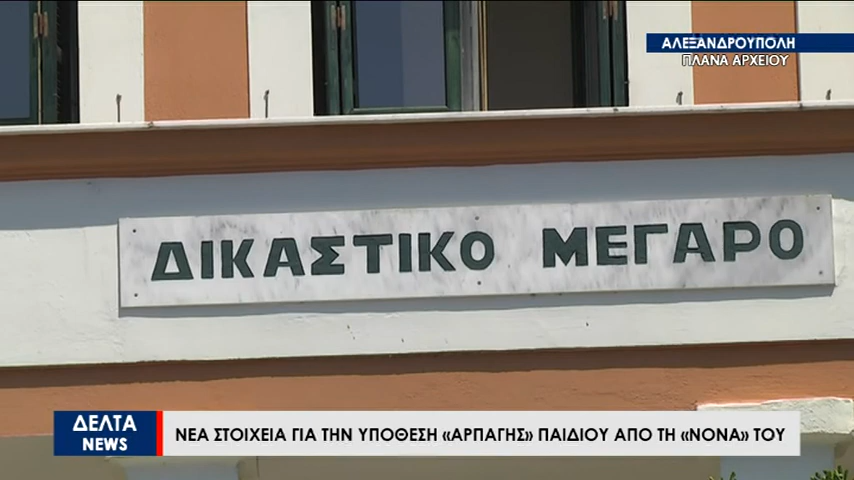 ΑΛΕΞΑΝΔΡΟΥΠΟΛΗ
ΠΛΑΝΑ ΑΡΧΕΙΟΥ
ΔΙΚΑΣΤΙΚΟ ΜΕΓΑΡΟ
ΔΕΛΤΑ
NEWS
ΝΕΑ ΣΤΟΙΧΕΙΑ ΓΙΑ ΤΗΝ ΥΠΟΘΕΣΗ «ΑΡΠΑΓΗΣ» ΠΑΙΔΙΟΥ ΑΠΟ ΤΗ «ΝΟΝΑ» ΤΟΥ